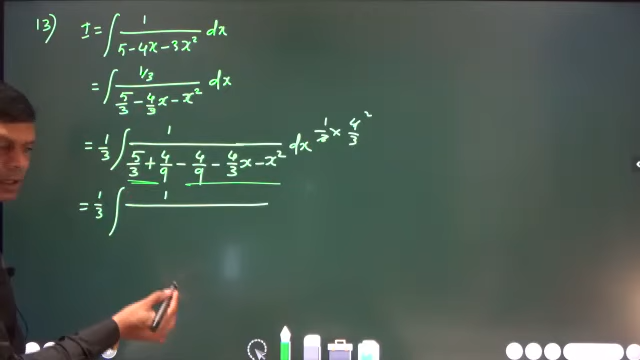 13) I = ∫ 1/(5-4x-3x²) dx
= ∫ (1/3)/(5/3 - 4/3 x - x²) dx
= 1/3 ∫ 1/(5/3 + 4/9 - 4/9 - 4/3 x - x²) dx 1/2 × 4/3 2
= 1/3 ∫ 1